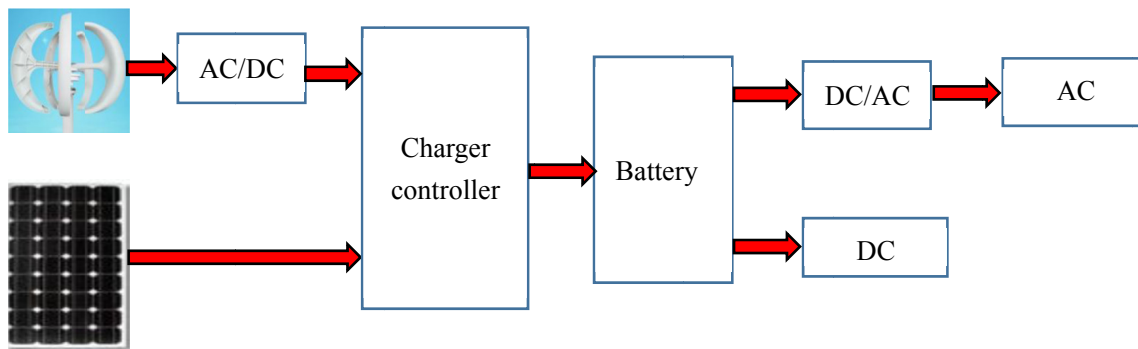 AC/DC
Charger
controller
Battery
DC/AC
AC
DC